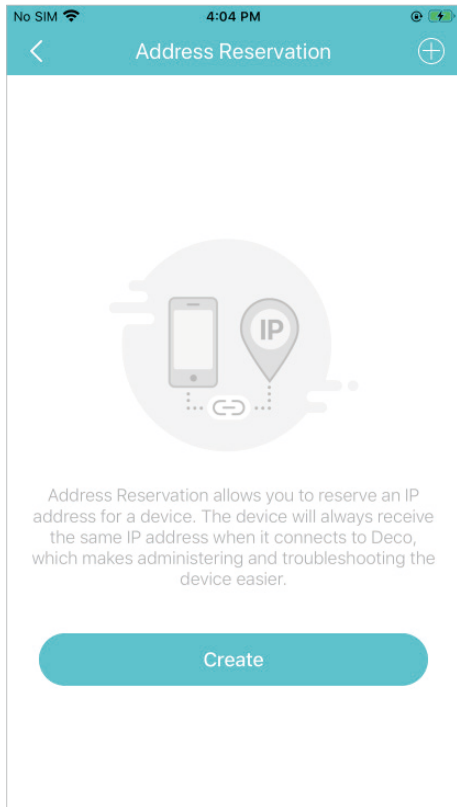 No SIM 4:04 PM
Address Reservation
IP
Address Reservation allows you to reserve an IP
address for a device. The device will always receive
the same IP address when it connects to Deco,
which makes administering and troubleshooting the
device easier.
Create